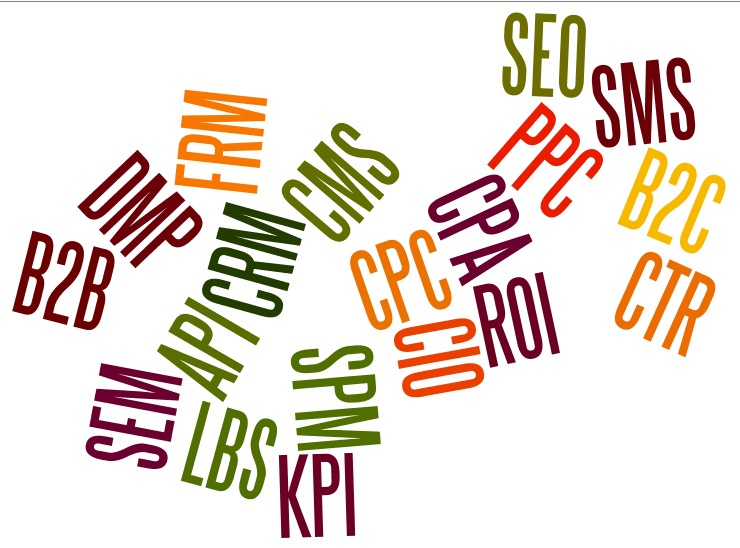 SEO
SMS
FRM
PPC
CMS
DMP
B2C
CPA
CRM
B2B
CPC
CTR
ROI
API
CIO
SPM
SEM
LBS
KPI